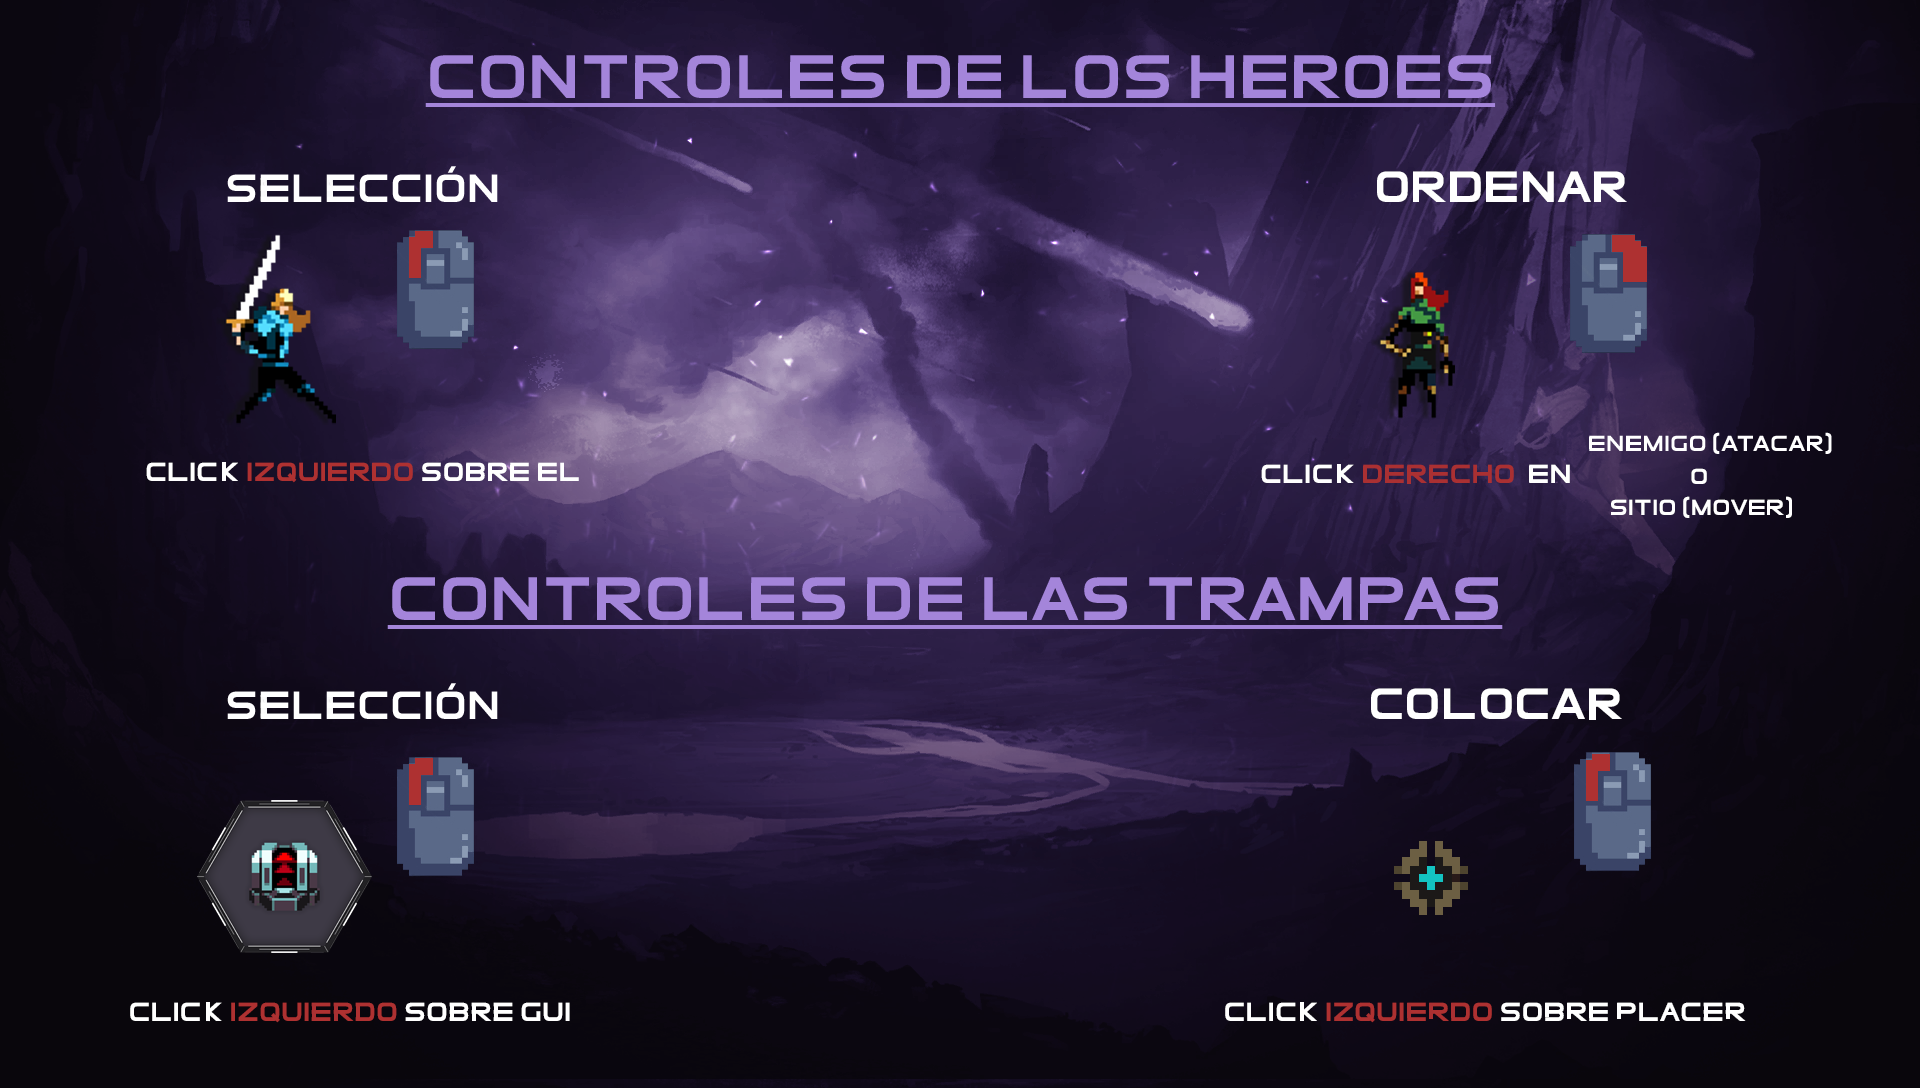 CONTROLES DE LOS HEROES
SELECCIÓN
ORDENAR
CLICK IZQUIERDO SOBRE EL
CLICK DERECHO EN
ENEMIGO (ATACAR)
O
SITIO (MOVER)
CONTROLES DE LAS TRAMPAS
SELECCIÓN
COLOCAR
CLICK IZQUIERDO SOBRE GUI
CLICK IZQUIERDO SOBRE PLACER